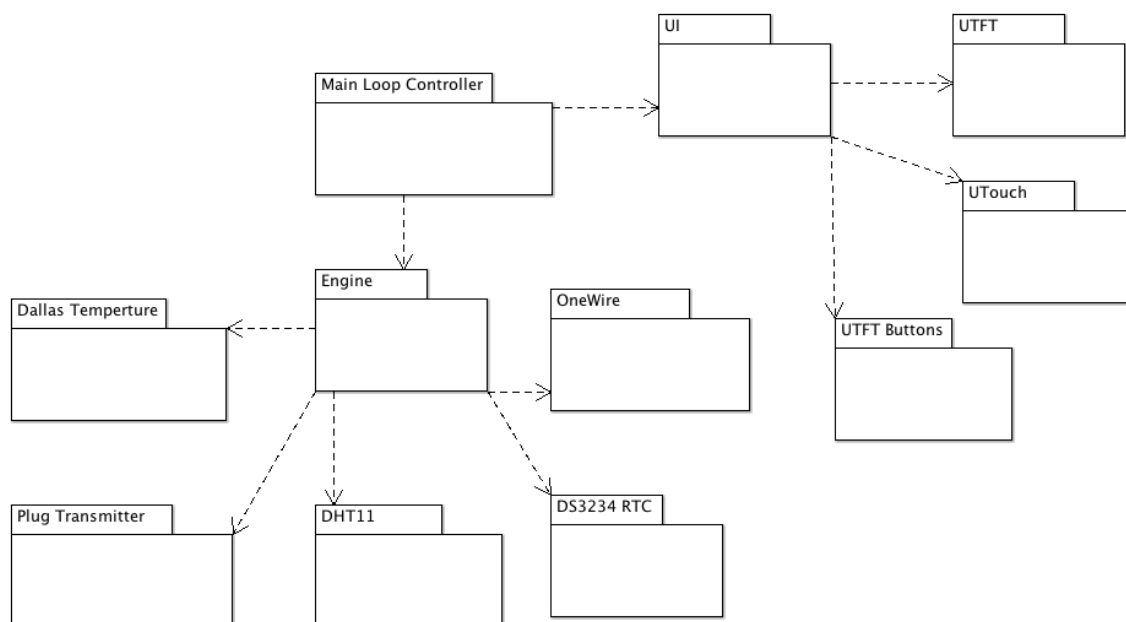 UI
UTFT
Main Loop Controller
UTouch
Engine
OneWire
Dallas Temperture
UTFT Buttons
DS3234 RTC
Plug Transmitter
DHT11